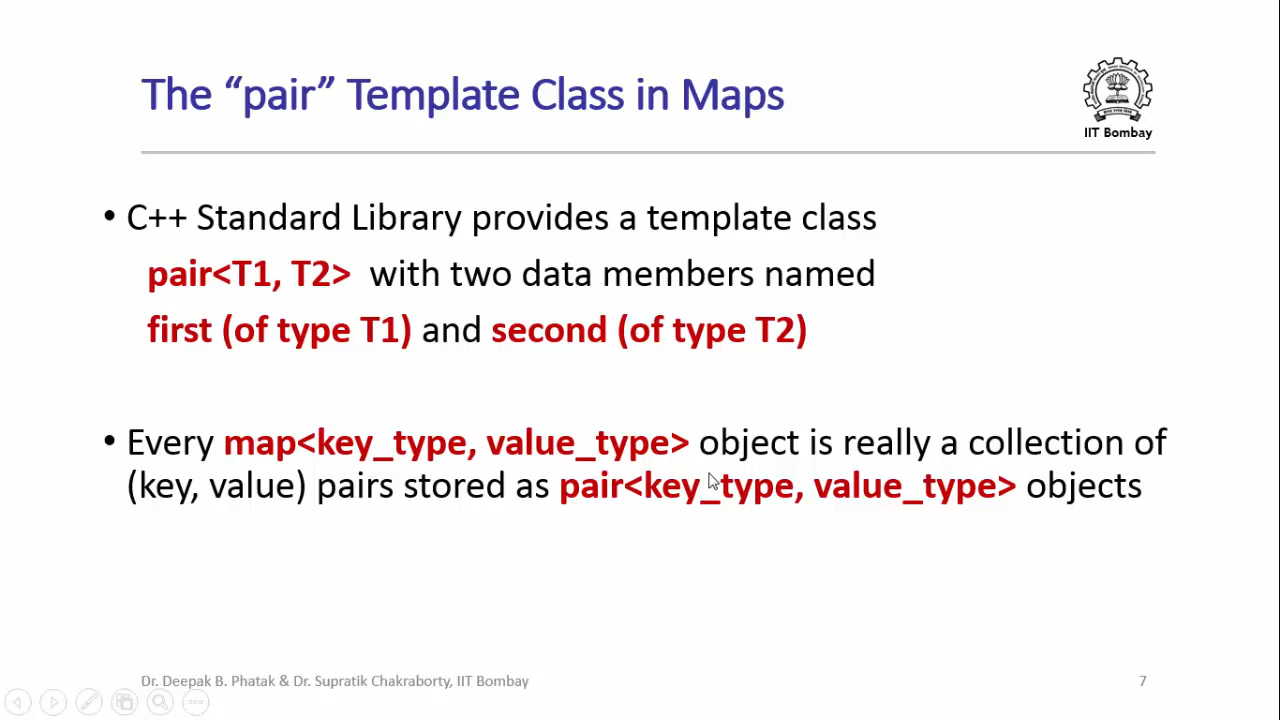 The “pair” Template Class in Maps
IIT Bombay
• C++ Standard Library provides a template class
pair<T1, T2> with two data members named
first (of type T1) and second (of type T2)
• Every map<key_type, value_type> object is really a collection of
(key, value) pairs stored as pair<key_type, value_type> objects
Dr. Deepak B. Phatak & Dr. Supratik Chakraborty, IIT Bombay
7